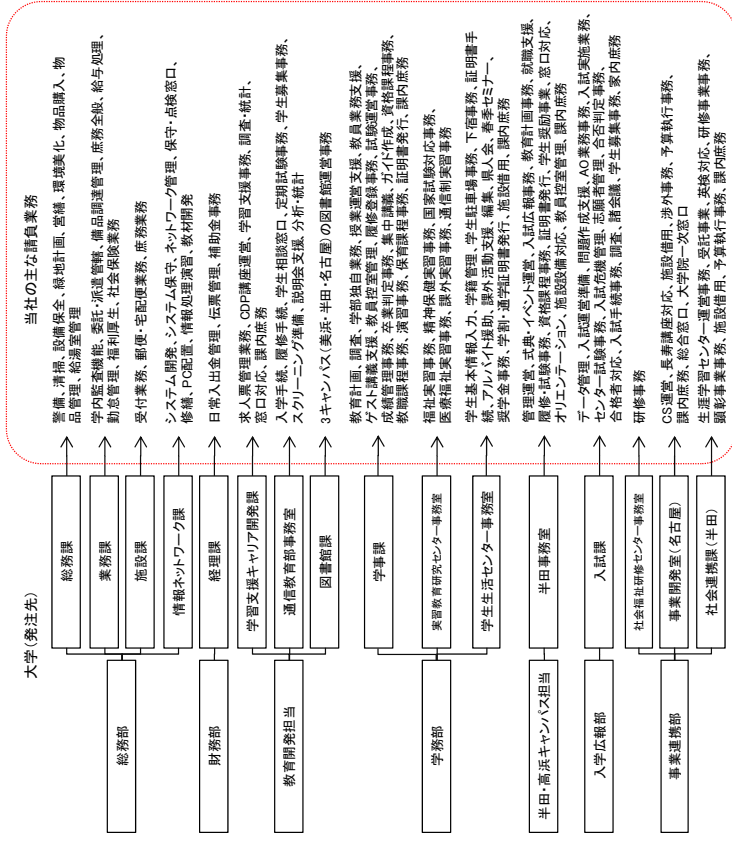 大学(発注先)
当社の主な請負業務
総務部
総務課
警備、清掃、設備保全、緑地計画、営繕、環境美化、物品購入、物
品管理、給湯室管理
業務課
学内監査機能、委託・派遣管轄、備品調達管理、庶務全般、給与処理、
勤怠管理、福利厚生、社会保険業務
施設課
受付業務、郵便・宅配便業務、庶務業務
情報ネットワーク課
システム開発、システム保守、ネットワーク管理、保守・点検窓口、
修繕、PC配置、情報処理演習、教材開発
財務部
経理課
日常入出金管理、伝票管理、補助金事務
教育開発担当
学習支援キャリア開発課
求人票管理業務、CDP講座運営、学習支援事務、調査・統計、
窓口対応、課内庶務
通信教育部事務室
入学手続、履修手続、学生相談窓口、定期試験事務、学生募集事務、
スクリーニング準備、説明会支援、分析・統計
図書館課
3キャンパス(美浜・半田・名古屋)の図書館運営事務
学務部
学事課
教育計画、調査、学部独自業務、授業運営支援、教員業務支援、
ゲスト講義支援、教員控室管理、履修登録事務、試験運営事務、
成績管理事務、卒業判定事務、集中講義、ガイド作成、資格課程事務、
教職課程事務、演習事務、保育課程事務、証明書発行、課内庶務
実習教育研究センター事務室
福祉実習事務、精神保健実習事務、国家試験対応事務、
医療福祉実習事務、課外実習事務、通信制実習事務
学生生活センター事務室
学生基本情報入力、学籍管理、学生駐車場事務、下宿事務、証明書手
続、アルバイト援助、課外活動支援、編集、県人会、春季セミナー、
奨学金事務、学割・通学証明書発行、施設借用、課内庶務
半田・高浜キャンパス担当
半田事務室
管理運営、式典・イベント運営、入試広報事務、教育計画事務、就職支援、
履修・試験事務、資格課程事務、証明書発行、学生奨励事業、窓口対応、
オリエンテーション、施設設備対応、教員控室管理、課内庶務
入学広報部
入試課
データ管理、入試運営準備、問題作成支援、AO業務事務、入試実施業務、
センター試験事務、入試危機管理、志願者管理、合否判定事務、
合格者対応、入試手続事務、調査、諸会議、学生募集事務、家内庶務
事業連携部
社会福祉研修センター事務室
研修事務
事業開発室(名古屋)
CS運営、長寿講座対応、施設借用、渉外事務、予算執行事務、
課内庶務、総合窓口、大学院一次窓口
社会連携課(半田)
生涯学習センター運営事務、受託事業、英検対応、研修事業事務、
顕彰事業事務、施設借用、予算執行事務、課内庶務